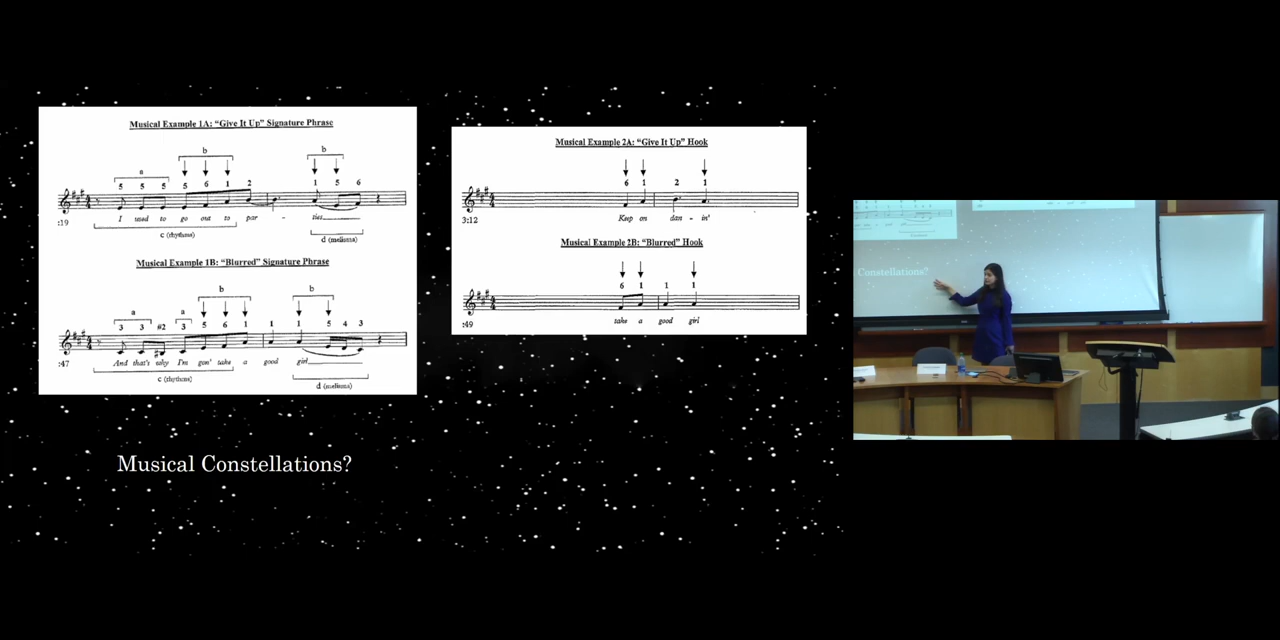 Musical Example 1A: "Give It Up" Signature Phrase
b b
a
5 5 5 5 6 1 2 1 5 6
:19
I used to go out to par - ties
c (rhythms)
d (melisma)
Musical Example 1B: "Blurred" Signature Phrase
b b
a a
3 3 #2 3 5 6 1 1 1 5 4 3
:47
And that's why I'm gon' take a good girl
c (rhythms)
d (melisma)
Musical Constellations?
Musical Example 2A: "Give It Up" Hook
6 1 2 1
3:12
Keep on dan - in'
Musical Example 2B: "Blurred" Hook
6 1 1 1
:49
take a good girl
Constellations?